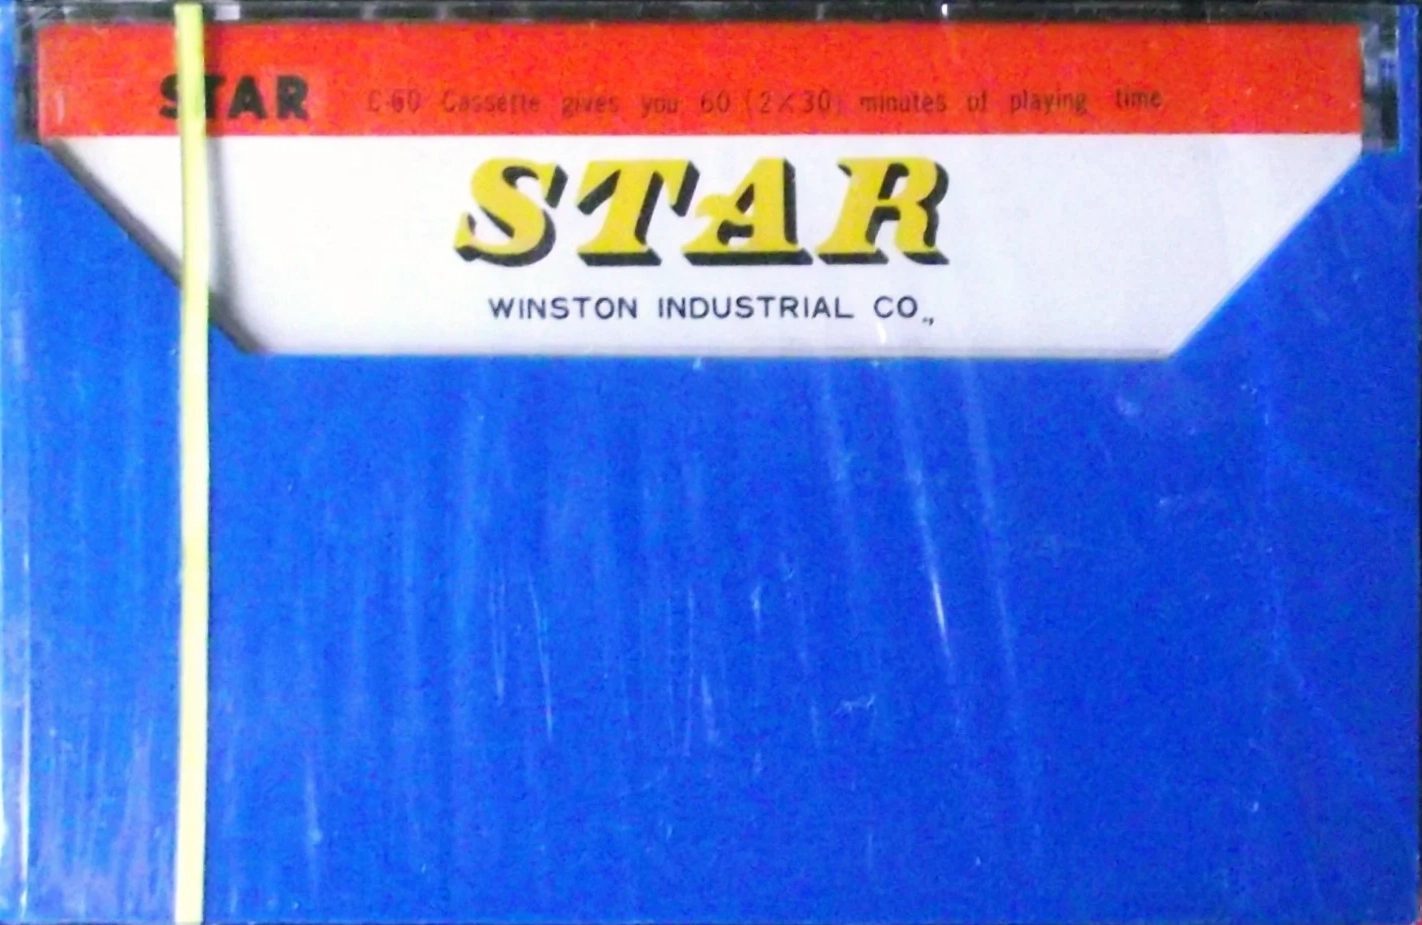 STAR C-60 Cassette gives you 60 (2×30) minutes of playing time
STAR
WINSTON INDUSTRIAL CO.,